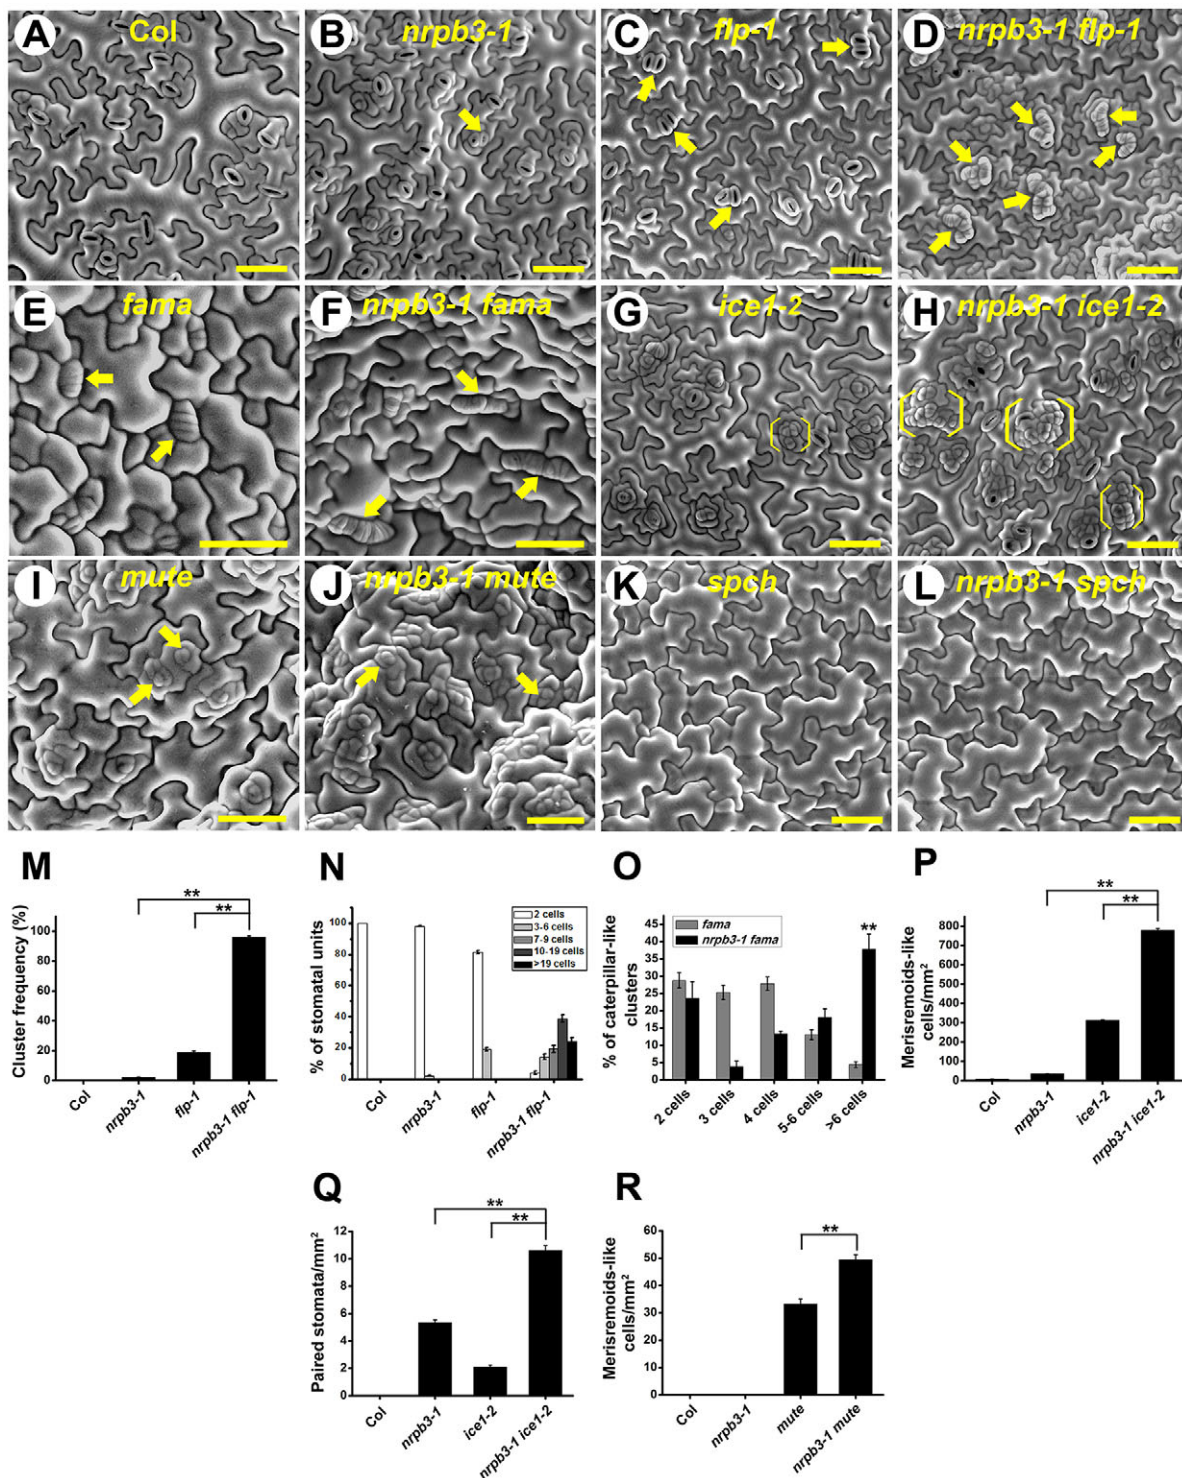 A Col
B nrpb3-1
C flp-1
D nrpb3-1 flp-1
E fama
F nrpb3-1 fama
G ice1-2
H nrpb3-1 ice1-2
I mute
J nrpb3-1 mute
K spch
L nrpb3-1 spch
M
Cluster frequency (%)
100
80
60
40
20
0
**
**
Col
nrpb3-1
flp-1
nrpb3-1 flp-1
N
% of stomatal units
100
80
60
40
20
0
2 cells
3-6 cells
7-9 cells
10-19 cells
>19 cells
Col
nrpb3-1
flp-1
nrpb3-1 flp-1
O
% of caterpillar-like
clusters
45
40
35
30
25
20
15
10
5
0
fama
nrpb3-1 fama
**
2 cells
3 cells
4 cells
5-6 cells
>6 cells
P
Merisremoids-like
cells/mm²
900
800
700
600
500
400
300
200
100
0
**
**
Col
nrpb3-1
ice1-2
nrpb3-1 ice1-2
Q
Paired stomata/mm²
12
10
8
6
4
2
0
**
**
Col
nrpb3-1
ice1-2
nrpb3-1 ice1-2
R
Merisremoids-like
cells/mm²
60
50
40
30
20
10
0
**
Col
nrpb3-1
mute
nrpb3-1 mute